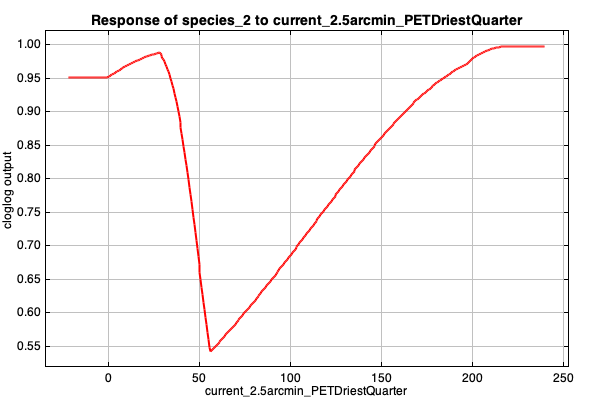 Response of species_2 to current_2.5arcmin_PETDriestQuarter
1.00
0.95
0.90
0.85
0.80
0.75
0.70
0.65
0.60
0.55
cloglog output
0 50 100 150 200 250
current_2.5arcmin_PETDriestQuarter